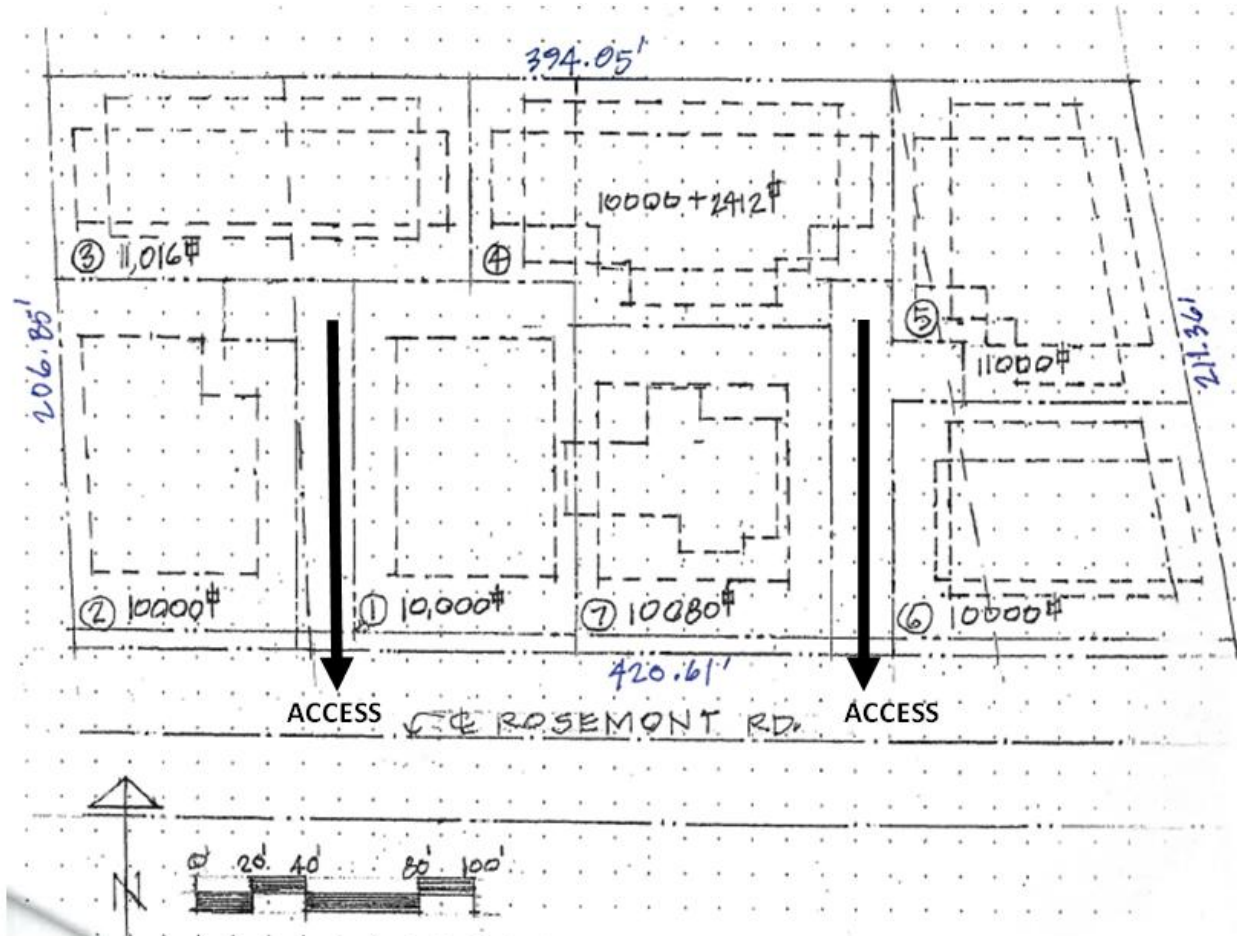 394.05'
10000 + 2412⏍
③ 11,016⏍
④
⑤
11000⏍
206.85'
211.36'
② 10000⏍
① 10,000⏍
⑦ 10080⏍
⑥ 10000⏍
420.61'
ACCESS
ACCESS
℄ ROSEMONT RD.
N
0' 20' 40' 80' 100'